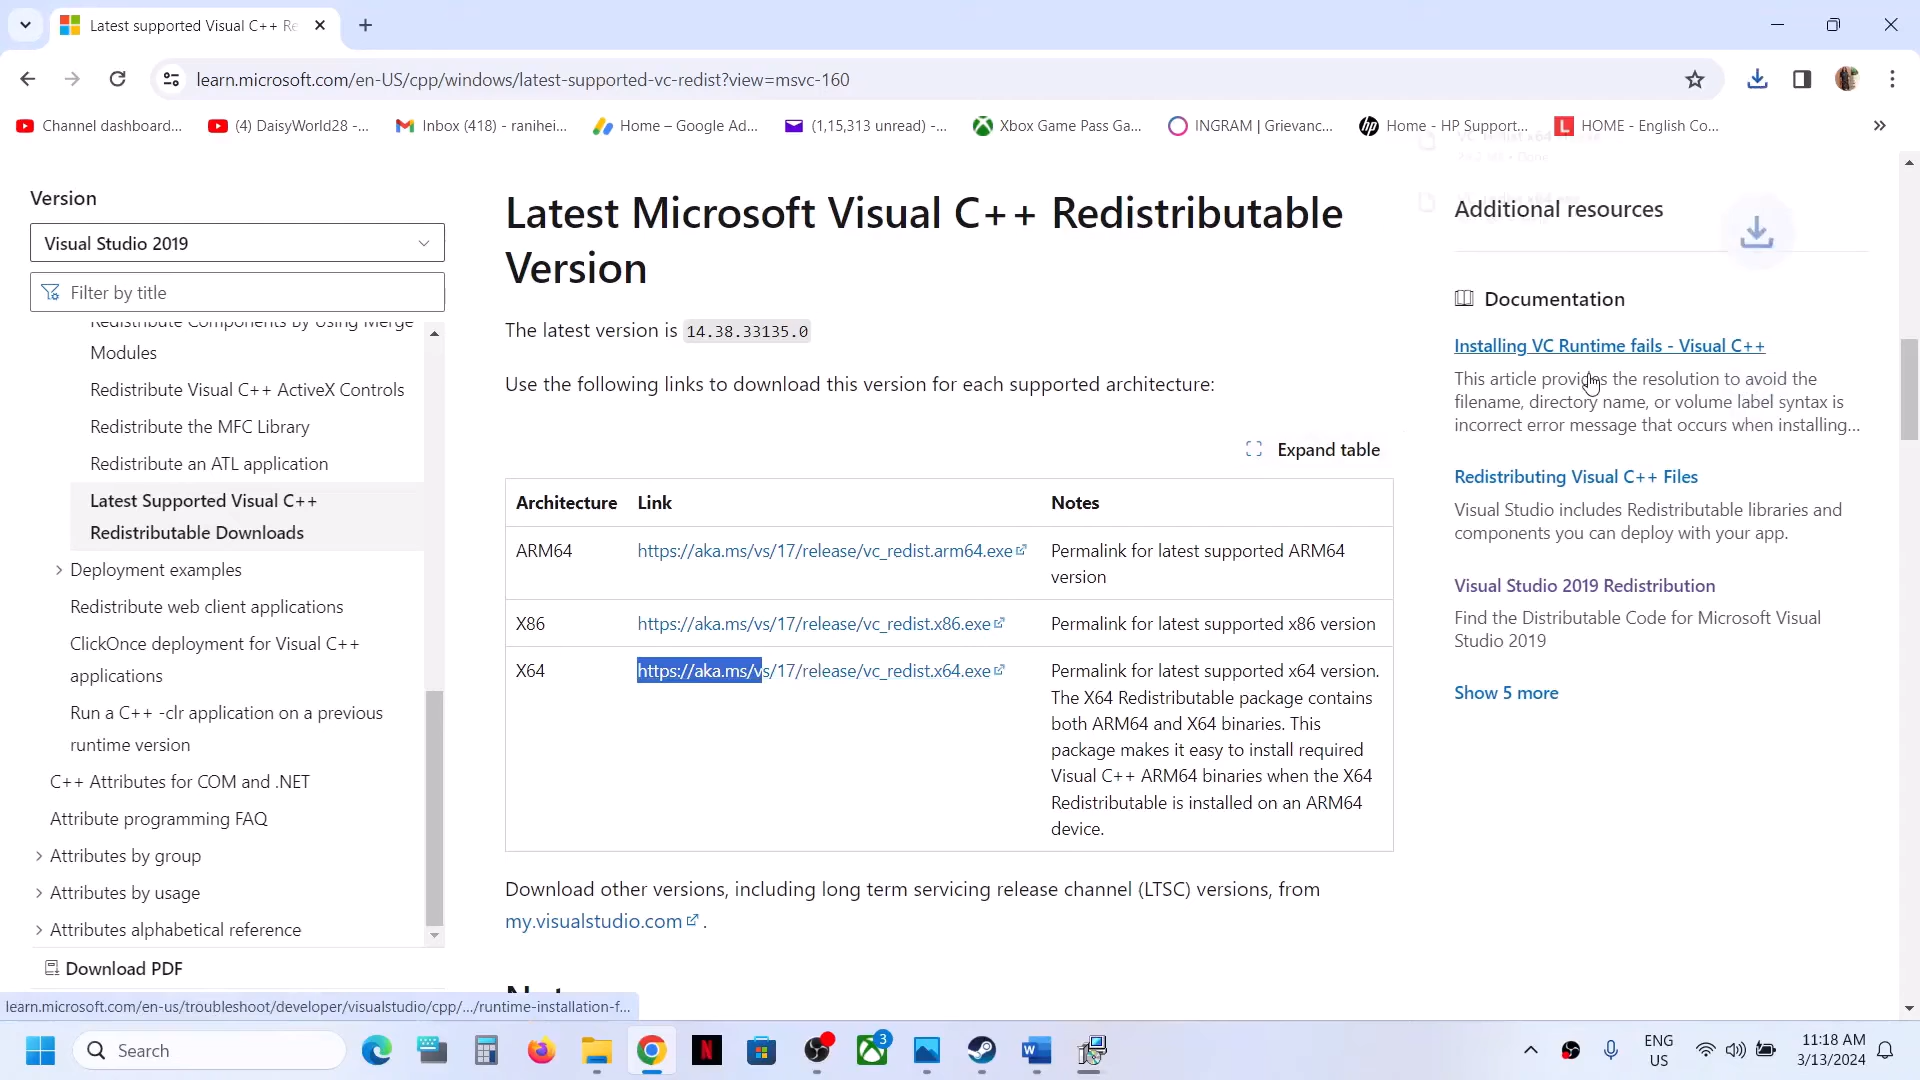 Latest supported Visual C++ Re
learn.microsoft.com/en-US/cpp/windows/latest-supported-vc-redist?view=msvc-160
Channel dashboard...
(4) DaisyWorld28 -...
Inbox (418) - ranihei...
Home – Google Ad...
(1,15,313 unread) -...
Xbox Game Pass Ga...
INGRAM | Grievanc...
Home - HP Support...
HOME - English Co...
Version
Visual Studio 2019
Filter by title
Redistribute Components by Using Merge
Modules
Redistribute Visual C++ ActiveX Controls
Redistribute the MFC Library
Redistribute an ATL application
Latest Supported Visual C++
Redistributable Downloads
Deployment examples
Redistribute web client applications
ClickOnce deployment for Visual C++
applications
Run a C++ -clr application on a previous
runtime version
C++ Attributes for COM and .NET
Attribute programming FAQ
Attributes by group
Attributes by usage
Attributes alphabetical reference
Download PDF
Latest Microsoft Visual C++ Redistributable
Version
The latest version is 14.38.33135.0
Use the following links to download this version for each supported architecture:
Expand table
Architecture Link Notes
ARM64 https://aka.ms/vs/17/release/vc_redist.arm64.exe Permalink for latest supported ARM64
version
X86 https://aka.ms/vs/17/release/vc_redist.x86.exe Permalink for latest supported x86 version
X64 https://aka.ms/vs/17/release/vc_redist.x64.exe Permalink for latest supported x64 version.
The X64 Redistributable package contains
both ARM64 and X64 binaries. This
package makes it easy to install required
Visual C++ ARM64 binaries when the X64
Redistributable is installed on an ARM64
device.
Download other versions, including long term servicing release channel (LTSC) versions, from
my.visualstudio.com .
Additional resources
Documentation
Installing VC Runtime fails - Visual C++
This article provides the resolution to avoid the
filename, directory name, or volume label syntax is
incorrect error message that occurs when installing...
Redistributing Visual C++ Files
Visual Studio includes Redistributable libraries and
components you can deploy with your app.
Visual Studio 2019 Redistribution
Find the Distributable Code for Microsoft Visual
Studio 2019
Show 5 more
learn.microsoft.com/en-us/troubleshoot/developer/visualstudio/cpp/.../runtime-installation-f...
Search
3
ENG
US
11:18 AM
3/13/2024